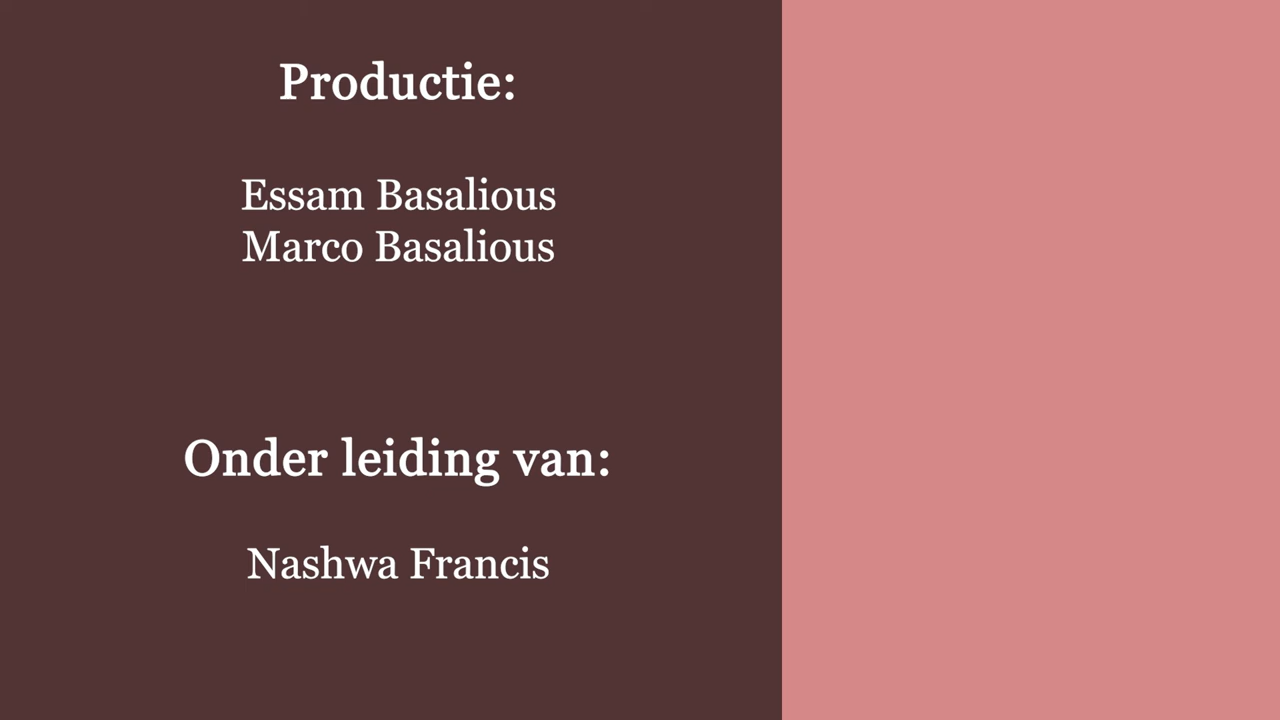 Productie:
Essam Basalious
Marco Basalious
Onder leiding van:
Nashwa Francis